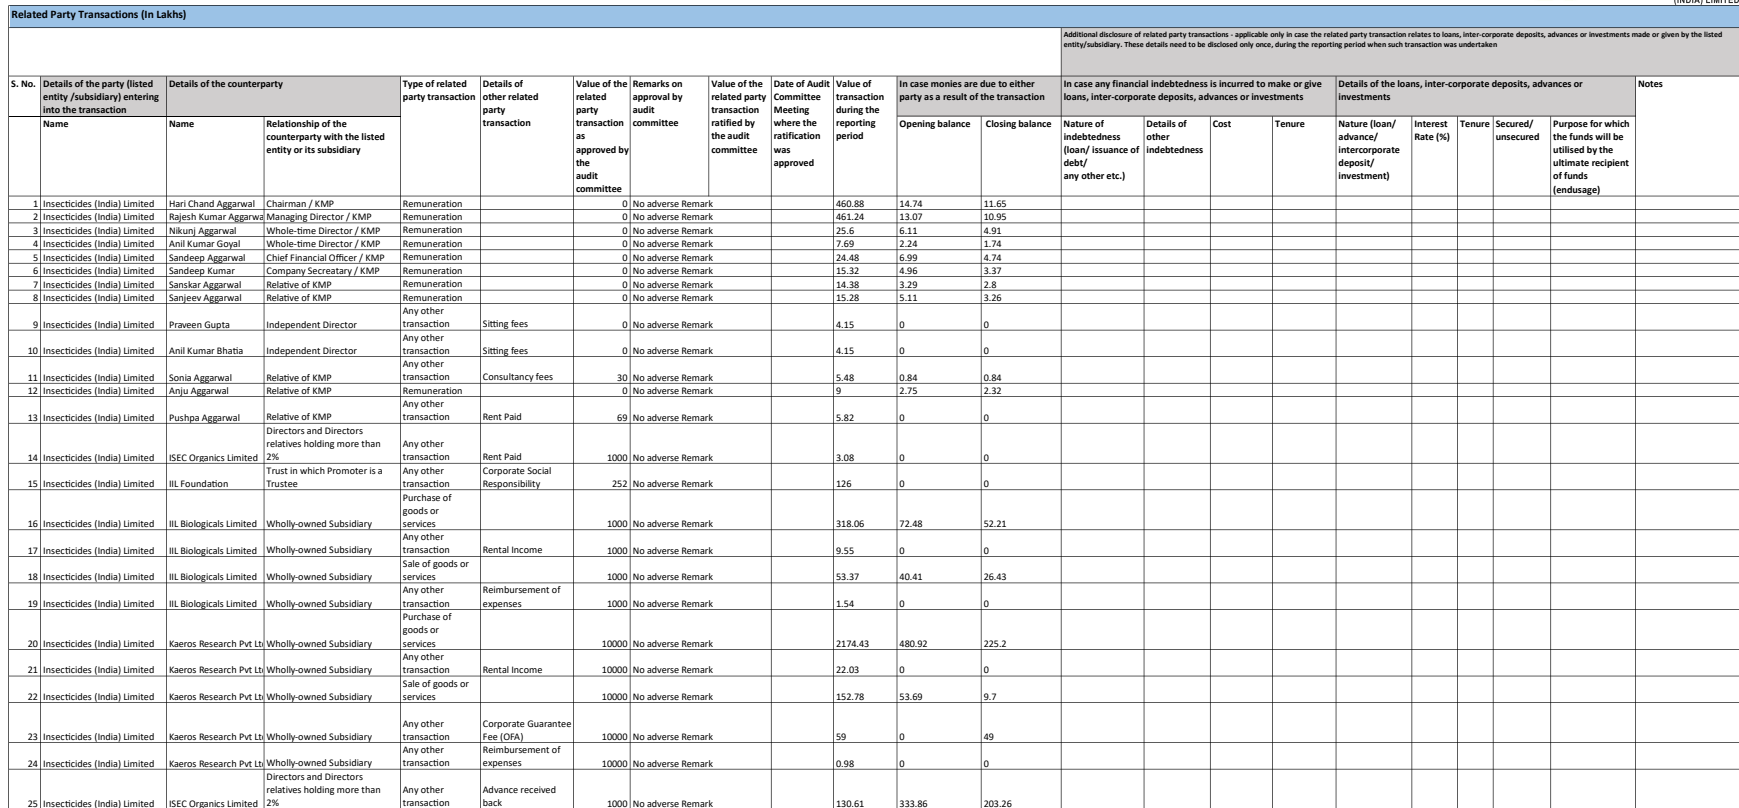 (INDIA) LIMITED
Related Party Transactions (In Lakhs)
Additional disclosure of related party transactions - applicable only in case the related party transaction relates to loans, inter-corporate deposits, advances or investments made or given by the listed
entity/subsidiary. These details need to be disclosed only once, during the reporting period when such transaction was undertaken
S. No. Details of the party (listed entity /subsidiary) entering into the transaction Details of the counterparty Type of related party transaction Details of other related party transaction Value of the related party transaction as approved by the audit committee Remarks on approval by audit committee Value of the related party transaction ratified by the audit committee Date of Audit Committee Meeting where the ratification was approved Value of transaction during the reporting period In case monies are due to either party as a result of the transaction In case any financial indebtedness is incurred to make or give loans, inter-corporate deposits, advances or investments Details of the loans, inter-corporate deposits, advances or investments Notes
Name Name Relationship of the counterparty with the listed entity or its subsidiary Opening balance Closing balance Nature of indebtedness (loan/ issuance of debt/ any other etc.) Details of other indebtedness Cost Tenure Nature (loan/ advance/ intercorporate deposit/ investment) Interest Rate (%) Tenure Secured/ unsecured Purpose for which the funds will be utilised by the ultimate recipient of funds (endusage)
1 Insecticides (India) Limited Hari Chand Aggarwal Chairman / KMP Remuneration 0 No adverse Remark 460.88 14.74 11.65
2 Insecticides (India) Limited Rajesh Kumar Aggarwa Managing Director / KMP Remuneration 0 No adverse Remark 461.24 13.07 10.95
3 Insecticides (India) Limited Nikunj Aggarwal Whole-time Director / KMP Remuneration 0 No adverse Remark 25.6 6.11 4.91
4 Insecticides (India) Limited Anil Kumar Goyal Whole-time Director / KMP Remuneration 0 No adverse Remark 7.69 2.24 1.74
5 Insecticides (India) Limited Sandeep Aggarwal Chief Financial Officer / KMP Remuneration 0 No adverse Remark 24.48 6.99 4.74
6 Insecticides (India) Limited Sandeep Kumar Company Secreatary / KMP Remuneration 0 No adverse Remark 15.32 4.96 3.37
7 Insecticides (India) Limited Sanskar Aggarwal Relative of KMP Remuneration 0 No adverse Remark 14.38 3.29 2.8
8 Insecticides (India) Limited Sanjeev Aggarwal Relative of KMP Remuneration 0 No adverse Remark 15.28 5.11 3.26
9 Insecticides (India) Limited Praveen Gupta Independent Director Any other transaction Sitting fees 0 No adverse Remark 4.15 0 0
10 Insecticides (India) Limited Anil Kumar Bhatia Independent Director Any other transaction Sitting fees 0 No adverse Remark 4.15 0 0
11 Insecticides (India) Limited Sonia Aggarwal Relative of KMP Any other transaction Consultancy fees 30 No adverse Remark 5.48 0.84 0.84
12 Insecticides (India) Limited Anju Aggarwal Relative of KMP Remuneration 0 No adverse Remark 9 2.75 2.32
13 Insecticides (India) Limited Pushpa Aggarwal Relative of KMP Any other transaction Rent Paid 69 No adverse Remark 5.82 0 0
14 Insecticides (India) Limited ISEC Organics Limited Directors and Directors relatives holding more than 2% Any other transaction Rent Paid 1000 No adverse Remark 3.08 0 0
15 Insecticides (India) Limited IIL Foundation Trust in which Promoter is a Trustee Any other transaction Corporate Social Responsibility 252 No adverse Remark 126 0 0
16 Insecticides (India) Limited IIL Biologicals Limited Wholly-owned Subsidiary Purchase of goods or services 1000 No adverse Remark 318.06 72.48 52.21
17 Insecticides (India) Limited IIL Biologicals Limited Wholly-owned Subsidiary Any other transaction Rental Income 1000 No adverse Remark 9.55 0 0
18 Insecticides (India) Limited IIL Biologicals Limited Wholly-owned Subsidiary Sale of goods or services 1000 No adverse Remark 53.37 40.41 26.43
19 Insecticides (India) Limited IIL Biologicals Limited Wholly-owned Subsidiary Any other transaction Reimbursement of expenses 1000 No adverse Remark 1.54 0 0
20 Insecticides (India) Limited Kaeros Research Pvt Lt Wholly-owned Subsidiary Purchase of goods or services 10000 No adverse Remark 2174.43 480.92 225.2
21 Insecticides (India) Limited Kaeros Research Pvt Lt Wholly-owned Subsidiary Any other transaction Rental Income 10000 No adverse Remark 22.03 0 0
22 Insecticides (India) Limited Kaeros Research Pvt Lt Wholly-owned Subsidiary Sale of goods or services 10000 No adverse Remark 152.78 53.69 9.7
23 Insecticides (India) Limited Kaeros Research Pvt Lt Wholly-owned Subsidiary Any other transaction Corporate Guarantee Fee (OFA) 10000 No adverse Remark 59 0 49
24 Insecticides (India) Limited Kaeros Research Pvt Lt Wholly-owned Subsidiary Any other transaction Reimbursement of expenses 10000 No adverse Remark 0.98 0 0
25 Insecticides (India) Limited ISEC Organics Limited Directors and Directors relatives holding more than 2% Any other transaction Advance received back 1000 No adverse Remark 130.61 333.86 203.26